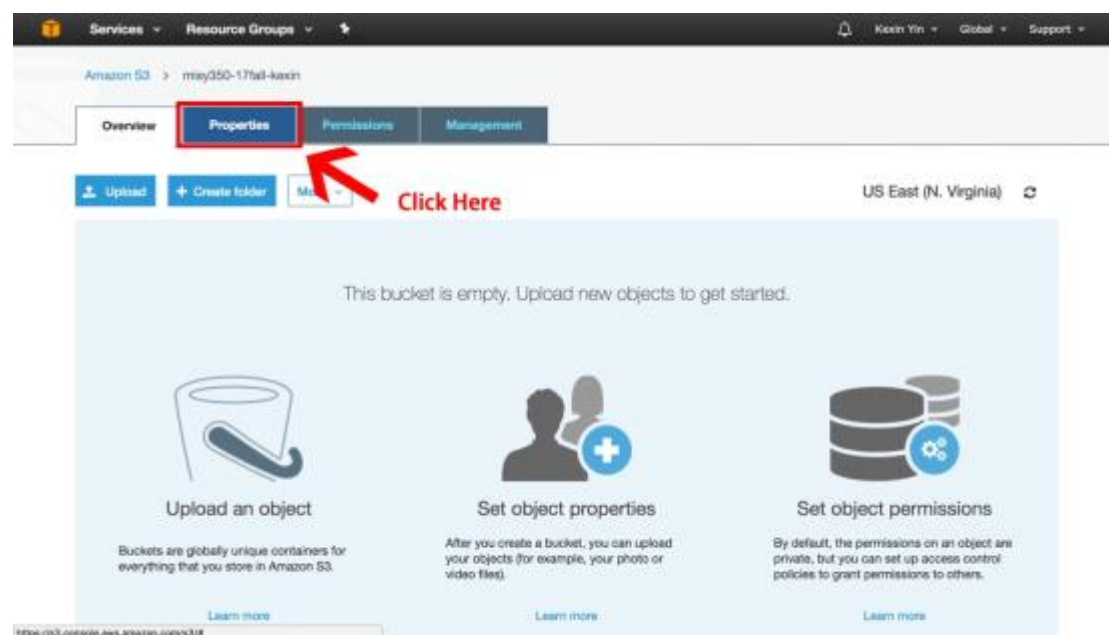 Services Resource Groups Kexin Yin Global Support
Amazon S3 > misy350-17fall-kexin
Overview Properties Permissions Management
Upload + Create folder
Click Here
US East (N. Virginia)
This bucket is empty. Upload new objects to get started.
Upload an object
Buckets are globally unique containers for
everything that you store in Amazon S3.
Learn more
Set object properties
After you create a bucket, you can upload
your objects (for example, your photo or
video files).
Learn more
Set object permissions
By default, the permissions on an object are
private, but you can set up access control
policies to grant permissions to others.
Learn more